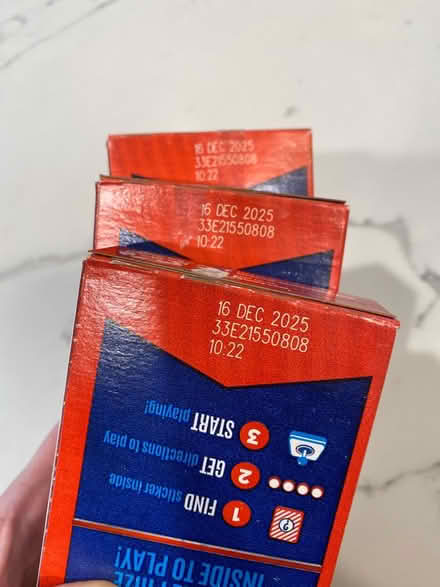 16 DEC 2025
33E21550808
10:22
16 DEC 2025
33E21550808
10:22
16 DEC 2025
33E21550808
10:22
INSIDE TO PLAY!
1 FIND sticker inside
2 GET directions to play
3 START playing!